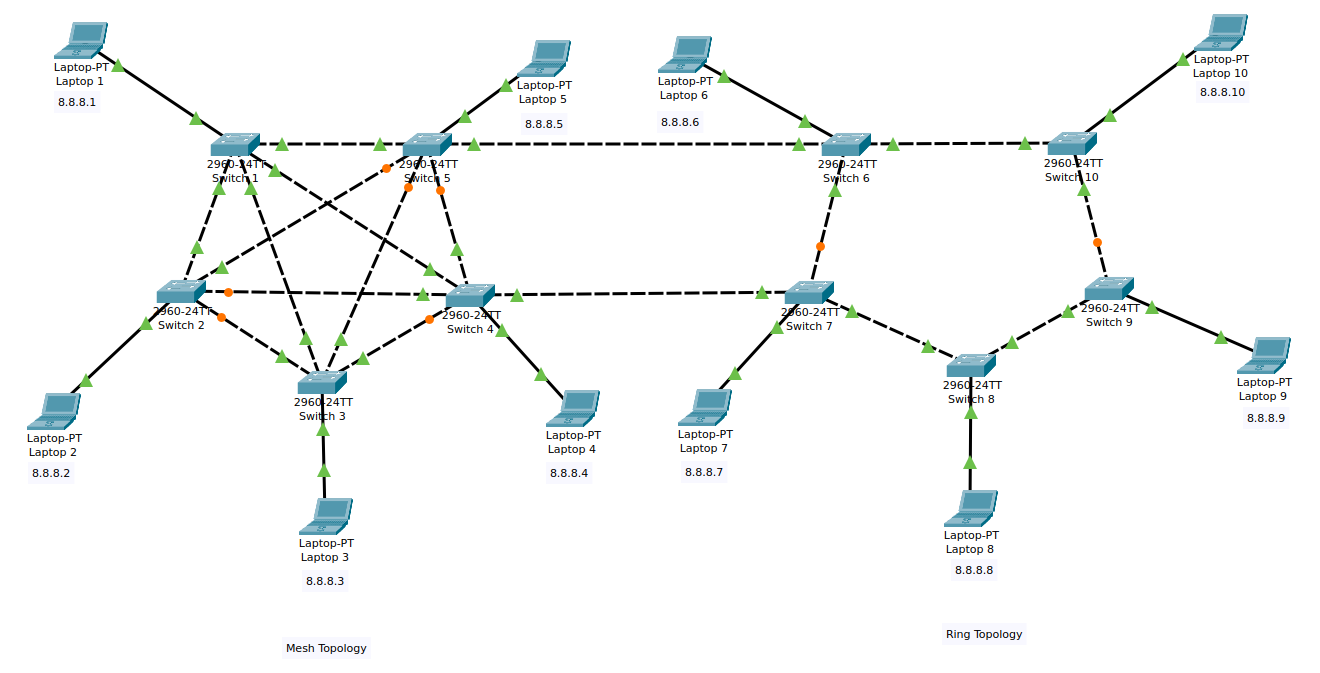 Laptop-PT
Laptop 1
8.8.8.1
Laptop-PT
Laptop 5
8.8.8.5
Laptop-PT
Laptop 6
8.8.8.6
Laptop-PT
Laptop 10
8.8.8.10
2960-24TT
Switch 1
2960-24TT
Switch 5
2960-24TT
Switch 6
2960-24TT
Switch 10
2960-24TT
Switch 2
2960-24TT
Switch 4
2960-24TT
Switch 7
2960-24TT
Switch 9
2960-24TT
Switch 3
2960-24TT
Switch 8
Laptop-PT
Laptop 2
8.8.8.2
Laptop-PT
Laptop 4
8.8.8.4
Laptop-PT
Laptop 7
8.8.8.7
Laptop-PT
Laptop 9
8.8.8.9
Laptop-PT
Laptop 3
8.8.8.3
Laptop-PT
Laptop 8
8.8.8.8
Mesh Topology
Ring Topology